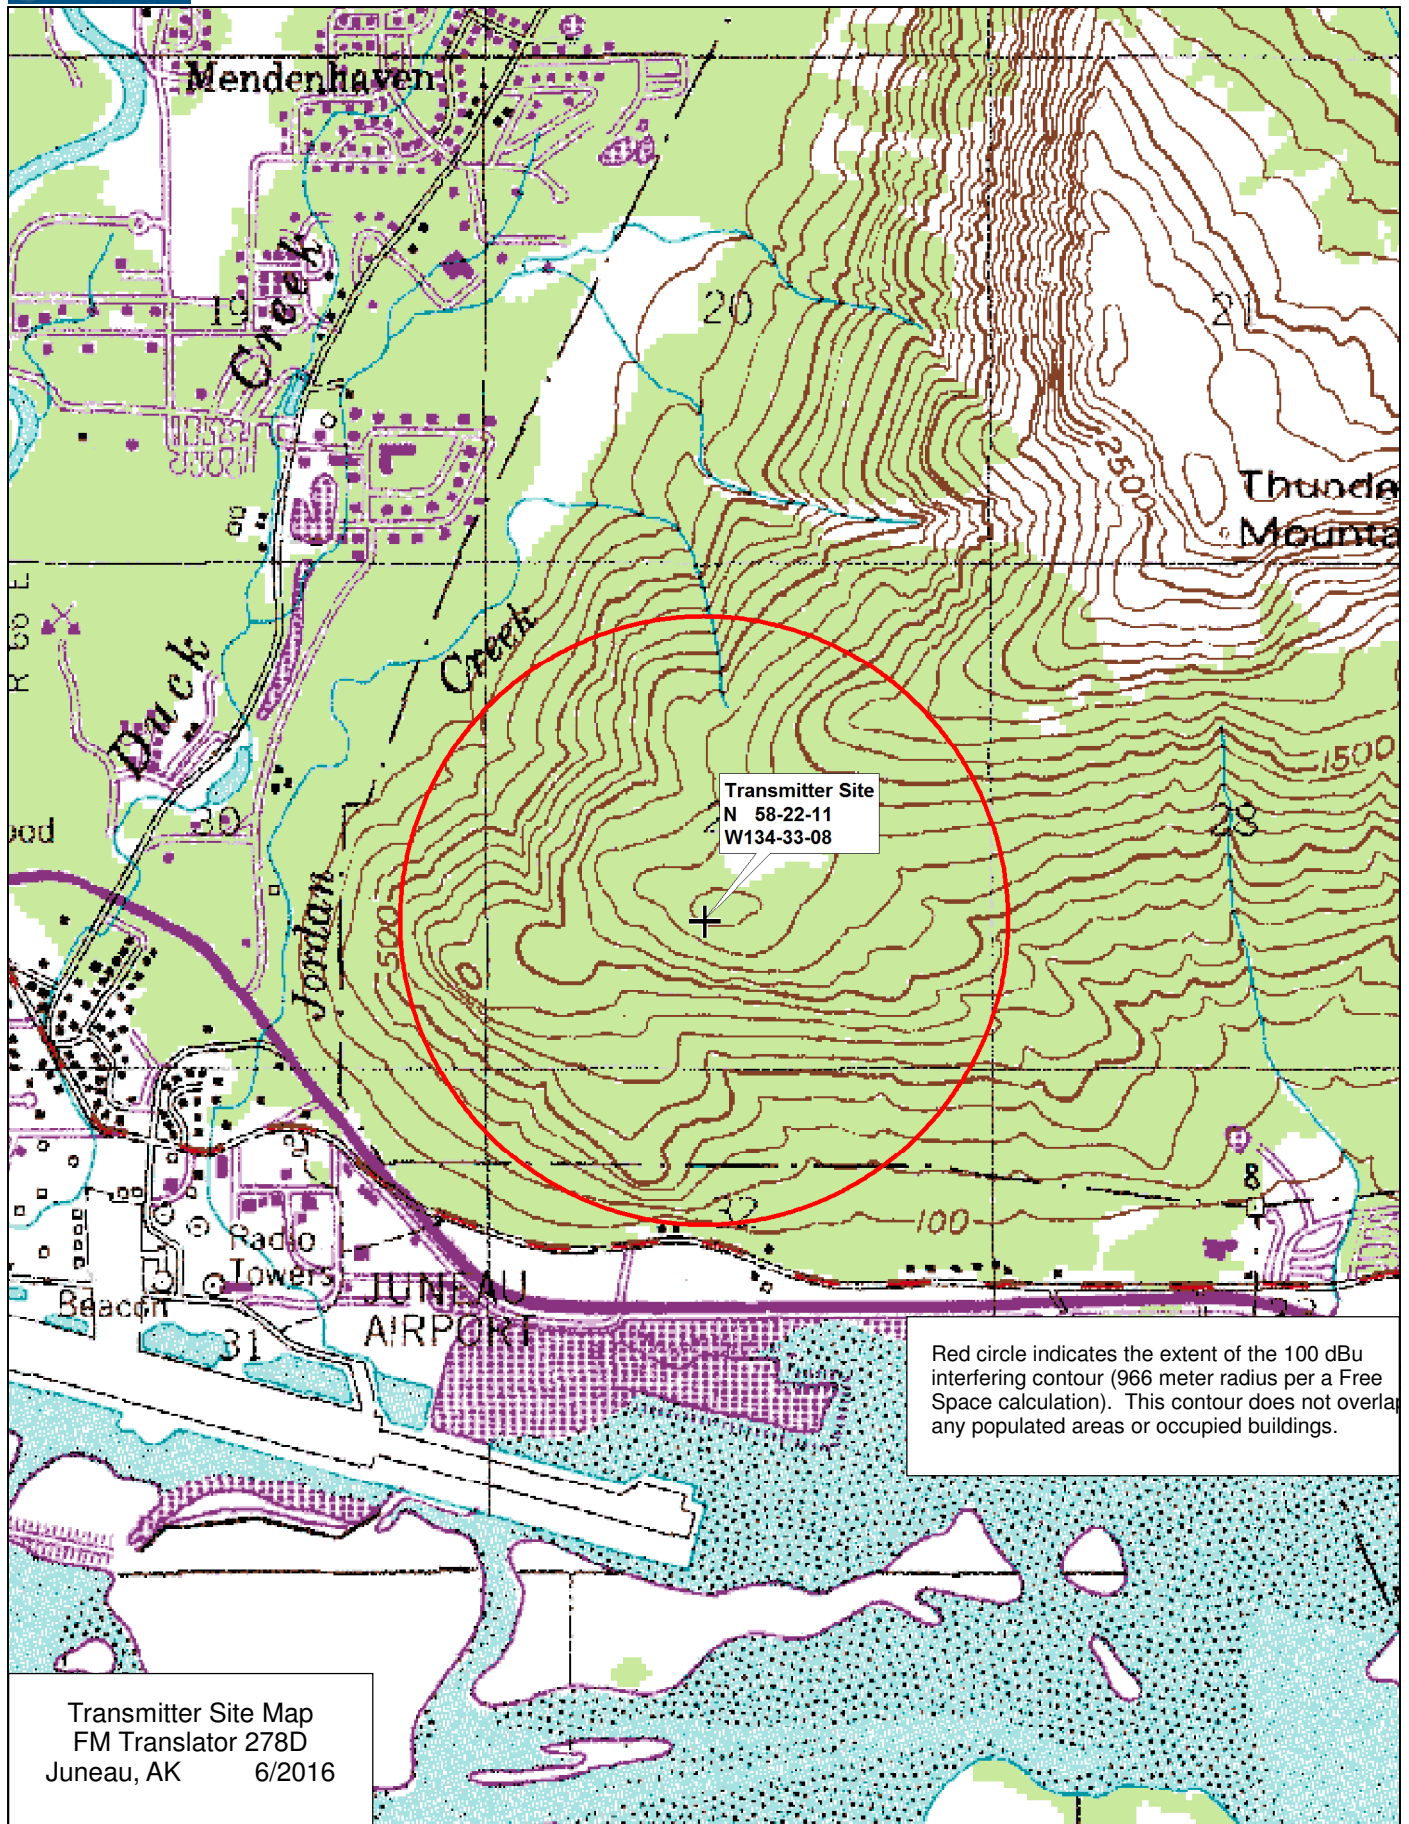 Mendenhaven
19
20
21
Creek
2500
Thunde
Mounta
R 66 E
Creek
Duck
1500
Transmitter Site
N 58-22-11
W134-33-08
30
28
ood
Jordan
500
0
8
32
100
Radio
Towers
JUNEAU
AIRPORT
Beacon
31
Red circle indicates the extent of the 100 dBu
interfering contour (966 meter radius per a Free
Space calculation). This contour does not overlap
any populated areas or occupied buildings.
Transmitter Site Map
FM Translator 278D
Juneau, AK 6/2016